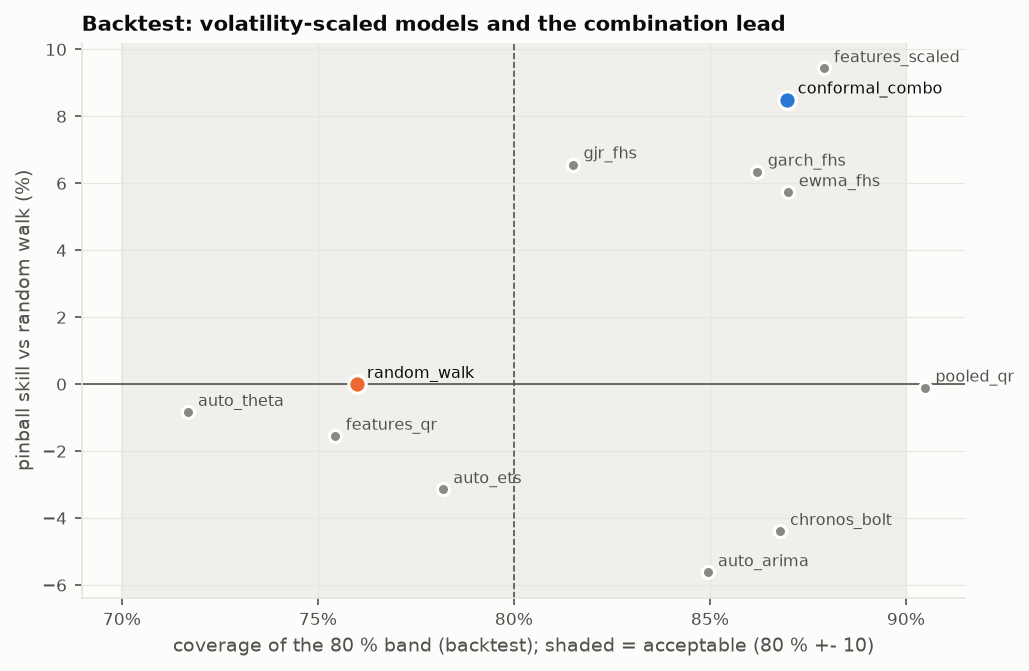 Backtest: volatility-scaled models and the combination lead
pinball skill vs random walk (%)
10
8
6
4
2
0
−2
−4
−6
features_scaled
conformal_combo
gjr_fhs
garch_fhs
ewma_fhs
random_walk
pooled_qr
auto_theta
features_qr
auto_ets
chronos_bolt
auto_arima
70%
75%
80%
85%
90%
coverage of the 80 % band (backtest); shaded = acceptable (80 % +- 10)